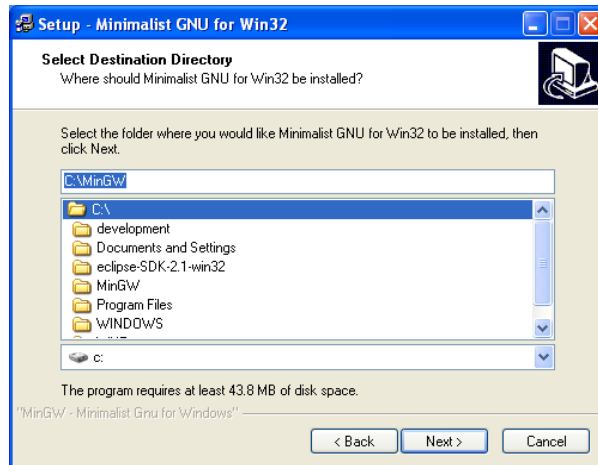 Setup - Minimalist GNU for Win32
Select Destination Directory
Where should Minimalist GNU for Win32 be installed?
Select the folder where you would like Minimalist GNU for Win32 to be installed, then
click Next.
C:\MinGW
C:\
development
Documents and Settings
eclipse-SDK-2.1-win32
MinGW
Program Files
WINDOWS
c:
The program requires at least 43.8 MB of disk space.
"MinGW - Minimalist Gnu for Windows"
< Back
Next >
Cancel